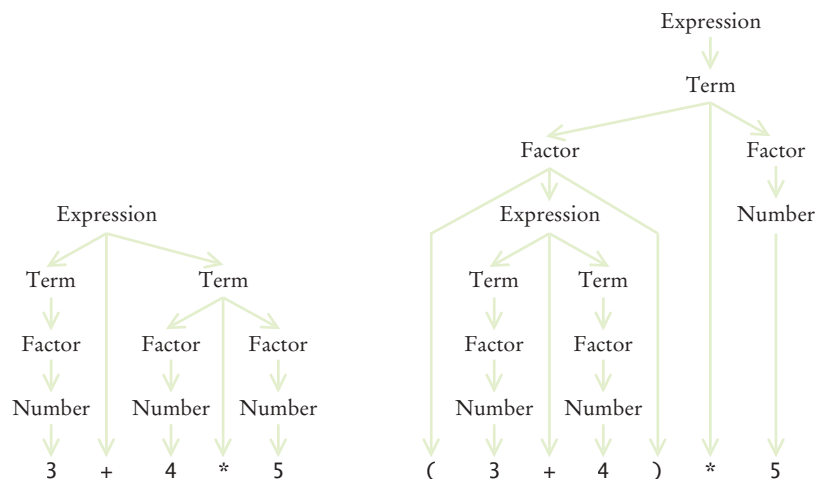 Expression
Term
Factor Factor
Expression Expression Number
Term Term Term Term
Factor Factor Factor Factor Factor
Number Number Number Number Number
3 + 4 * 5 ( 3 + 4 ) * 5